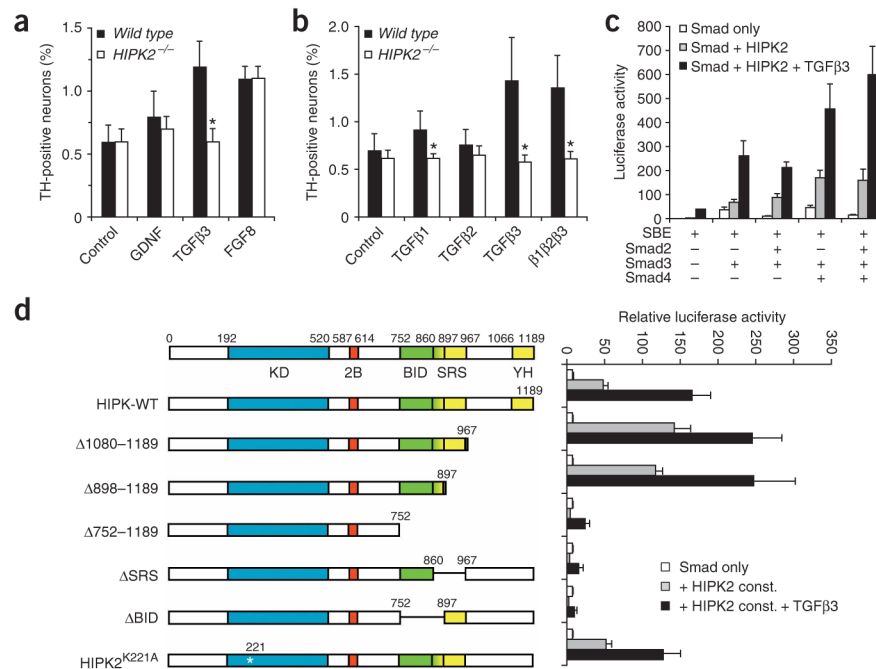 a
Wild type
HIPK2−/−
TH-positive neurons (%)
1.5
1.0
0.5
0
Control
GDNF
TGFβ3
FGF8
*
b
Wild type
HIPK2−/−
TH-positive neurons (%)
2.0
1.5
1.0
0.5
0
Control
TGFβ1
TGFβ2
TGFβ3
β1β2β3
* * *
c
Smad only
Smad + HIPK2
Smad + HIPK2 + TGFβ3
Luciferase activity
800
700
600
500
400
300
200
100
0
SBE + + + + +
Smad2 − − + − +
Smad3 − + + + +
Smad4 − − − + +
d
0 192 520 587 614 752 860 897 967 1066 1189
KD 2B BID SRS YH
HIPK-WT 1189
Δ1080–1189 967
Δ898–1189 897
Δ752–1189 752
ΔSRS 860 967
ΔBID 752 897
HIPK2K221A 221 *
Relative luciferase activity
0 50 100 150 200 250 300 350
Smad only
+ HIPK2 const.
+ HIPK2 const. + TGFβ3